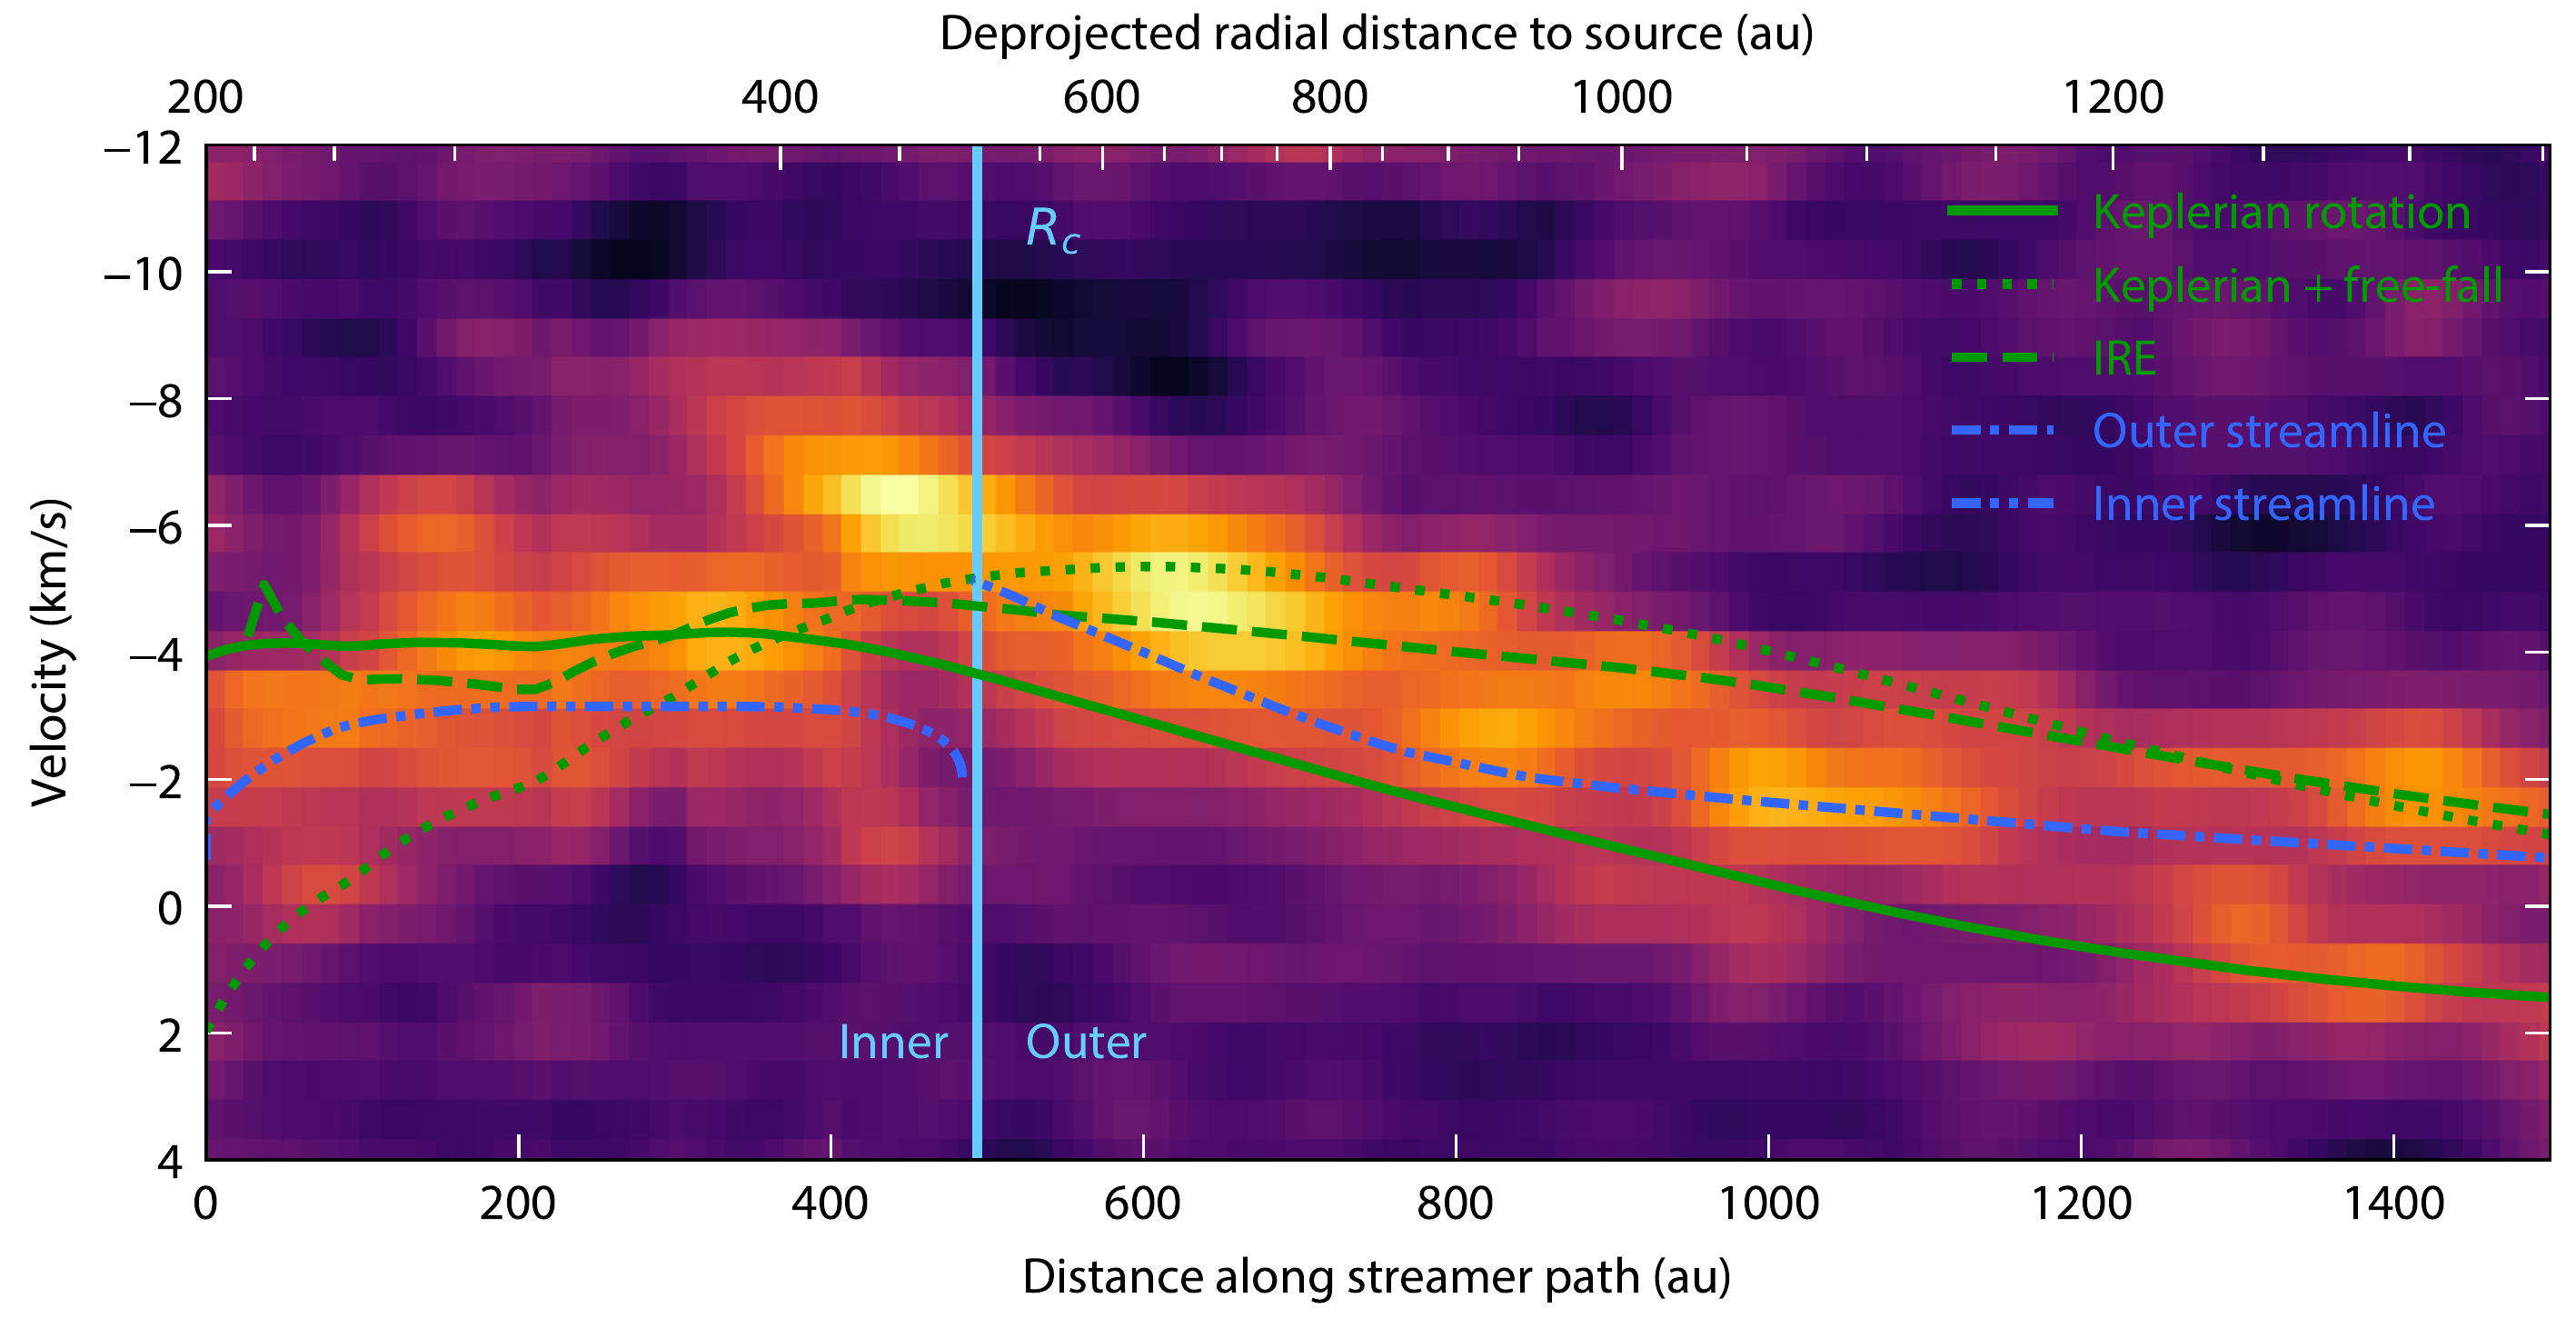 Deprojected radial distance to source (au)
200 400 600 800 1000 1200
−12
−10
−8
−6
−4
−2
0
2
4
Velocity (km/s)
R_c
Keplerian rotation
Keplerian + free-fall
IRE
Outer streamline
Inner streamline
Inner Outer
0 200 400 600 800 1000 1200 1400
Distance along streamer path (au)